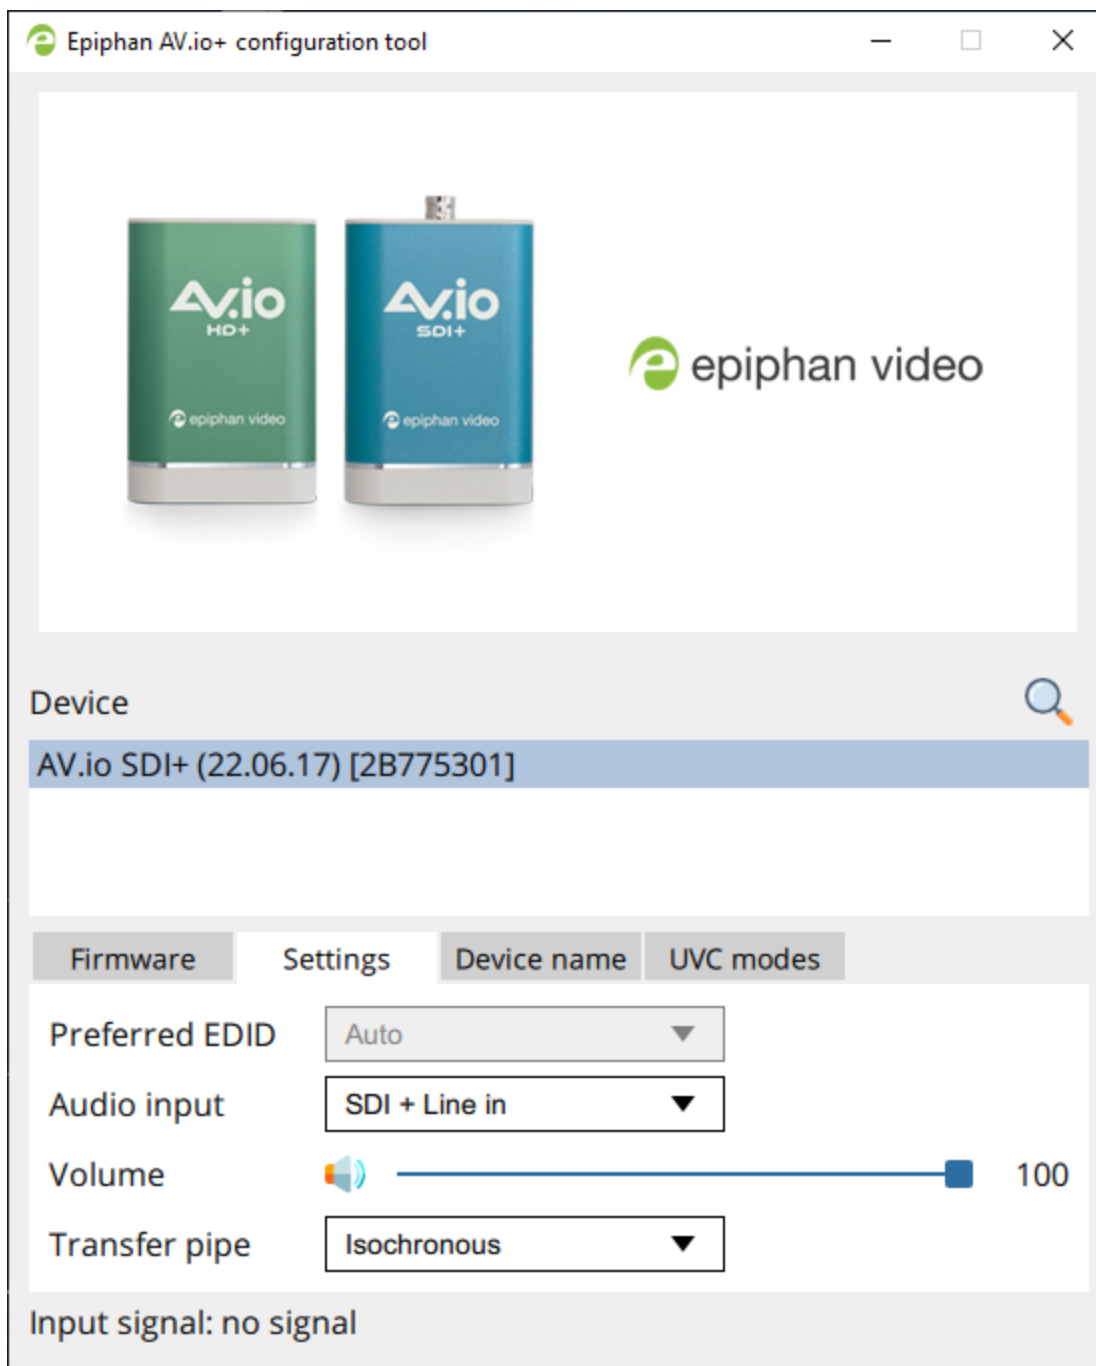 Epiphan AV.io+ configuration tool
AV.io
HD+
epiphan video
AV.io
SDI+
epiphan video
epiphan video
Device
AV.io SDI+ (22.06.17) [2B775301]
Firmware Settings Device name UVC modes
Preferred EDID Auto
Audio input SDI + Line in
Volume 100
Transfer pipe Isochronous
Input signal: no signal